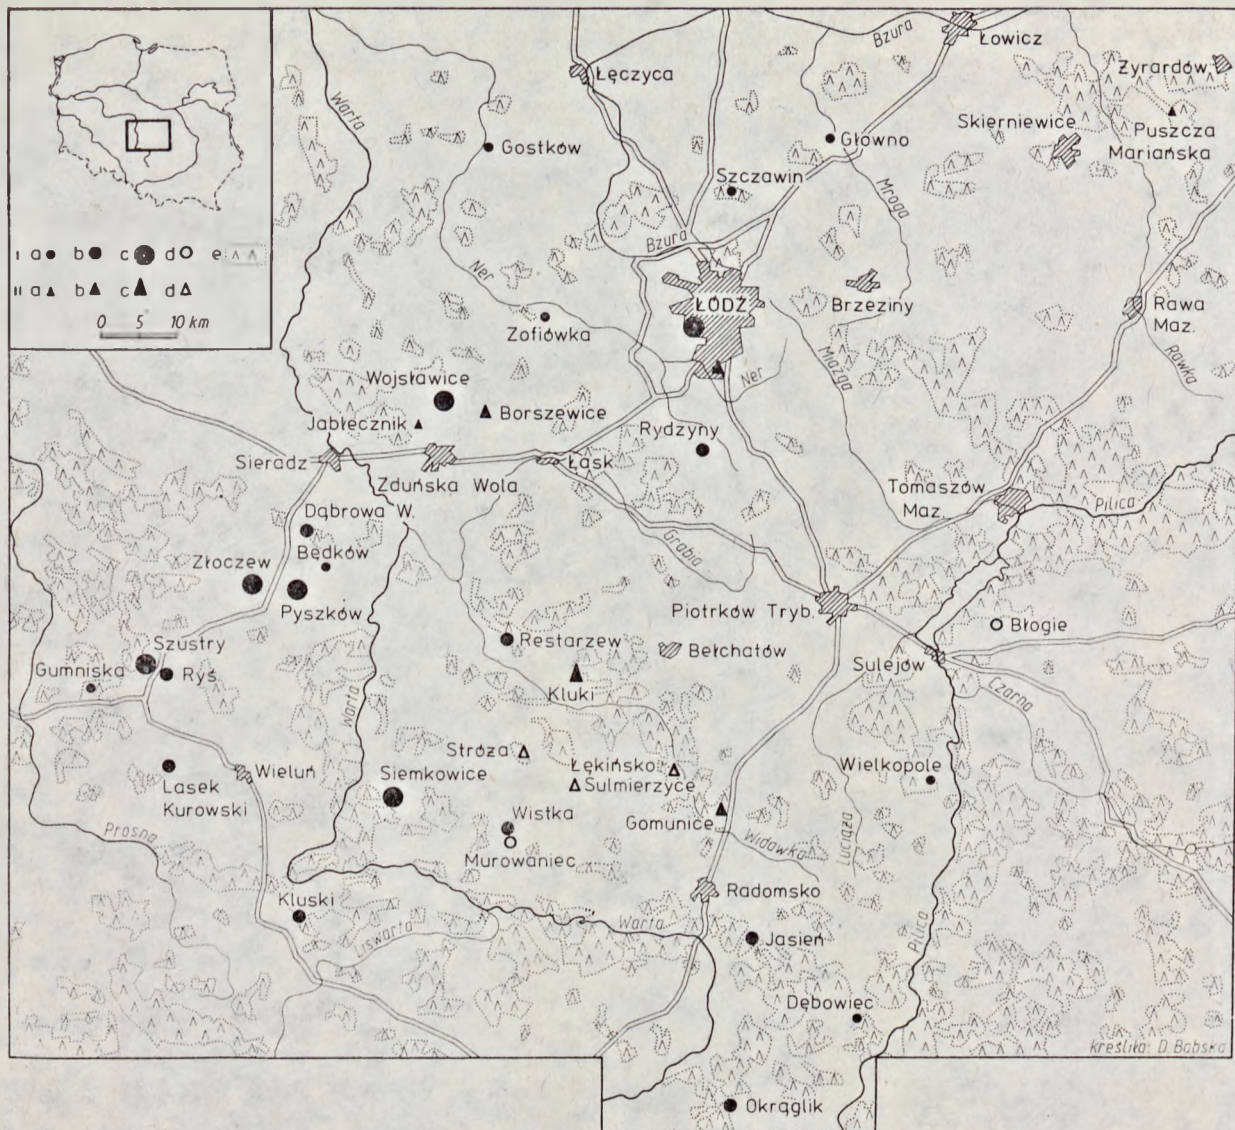 Bzura
Łowicz
Łęczyca
Żyrardów
Warta
Skierniewice
Puszcza
Mariańska
Gostków
Główno
Szczawin
Mroga
I a b c d e
II a b c d
0 5 10 km
Bzura
Ner
ŁÓDŹ
Brzeziny
Rawa
Maz.
Zofiówka
Rawka
Miazga
Ner
Wojsławice
Borszewice
Jabłecznik
Rydzyny
Sieradz
Zduńska Wola
Łask
Tomaszów
Maz.
Pilica
Dąbrowa W.
Grabia
Będków
Złoczew
Pyszków
Piotrków Tryb.
Błogie
Szustry
Restarzew
Bełchatów
Sulejów
Gumniska
Ryś
Kluki
Czarna
Warta
Stróża
Łękińsko
Wielkopole
Wieluń
Siemkowice
Sulmierzyce
Lasek
Kurowski
Wistka
Gomunice
Luciąża
Prosna
Murowaniec
Widawka
Radomsko
Kluski
Warta
Liswarta
Jasień
Pilica
Dębowiec
kreśliła: D. Babska
Okrąglik